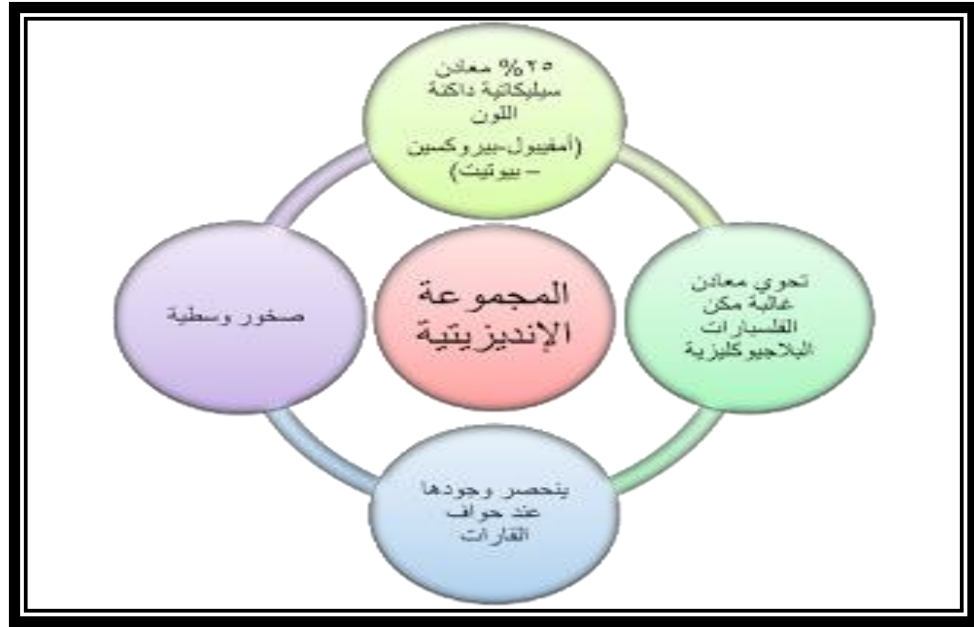 ٢٥% معادن
سيليكاتية داكنة
اللون
(أمفيبول-بيروكسين
– بيوتيت)
المجموعة
الإنديزيتية
تحوي معادن
غالبة مكن
الفلسبارات
البلاجيوكليزية
ينحصر وجودها
عند حواف
القارات
صخور وسطية